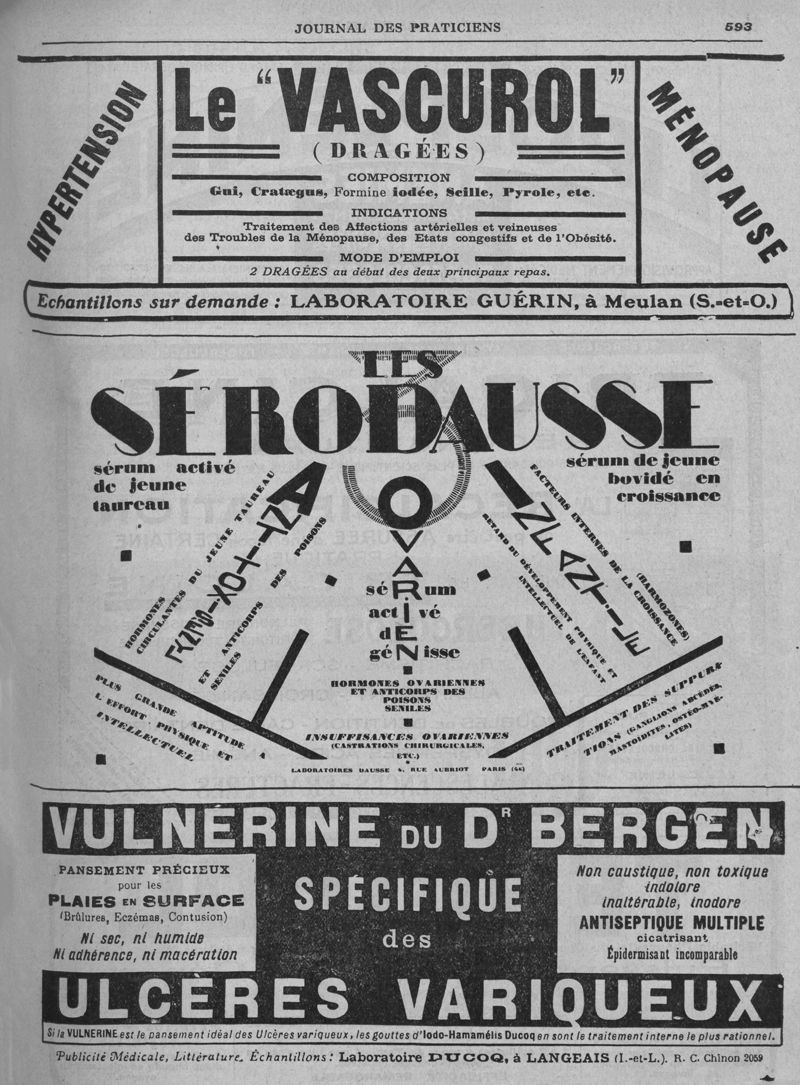 JOURNAL DES PRATICIENS 593
HYPERTENSION
Le "VASCUROL"
(DRAGÉES)
COMPOSITION
Gui, Cratægus, Formine iodée, Scille, Pyrole, etc.
INDICATIONS
Traitement des Affections artérielles et veineuses
des Troubles de la Ménopause, des Etats congestifs et de l'Obésité.
MODE D'EMPLOI
2 DRAGÉES au début des deux principaux repas.
MÉNOPAUSE
Echantillons sur demande : LABORATOIRE GUÉRIN, à Meulan (S.-et-O.)
LES
SÉRODAUSSE
sérum activé
de jeune
taureau
ANTITOXIVIRYL
HORMONES
CIRCULANTES DU JEUNE TAUREAU
ET ANTICORPS DES POISONS
SENILES
PLUS GRANDE APTITUDE A
L'EFFORT PHYSIQUE ET
INTELLECTUEL
OVARIEN
séRum
actIvé
dE
géNisse
HORMONES OVARIENNES
ET ANTICORPS DES
POISONS
SENILES
INSUFFISANCES OVARIENNES
(CASTRATIONS CHIRURGICALES,
ETC.)
sérum de jeune
bovidé en
croissance
INFANTILE
FACTEURS INTERNES DE LA CROISSANCE
(HARMOZONES)
RETARD DU DÉVELOPPEMENT PHYSIQUE ET
INTELLECTUEL DE L'ENFANT
TRAITEMENT DES SUPPURA-
TIONS (GANGLIONS ABCÉDÉS,
MASTOIDITES, OSTÉO-MYÉ-
LITES)
LABORATOIRES DAUSSE 4, RUE AUBRIOT PARIS (4e)
VULNÉRINE DU DR BERGEN
PANSEMENT PRÉCIEUX
pour les
PLAIES EN SURFACE
(Brûlures, Eczémas, Contusion)
Ni sec, ni humide
Ni adhérence, ni macération
SPÉCIFIQUE
des
Non caustique, non toxique
indolore
inaltérable, inodore
ANTISEPTIQUE MULTIPLE
cicatrisant
Épidermisant incomparable
ULCÈRES VARIQUEUX
Si la VULNERINE est le pansement idéal des Ulcères variqueux, les gouttes d'Iodo-Hamamélis Ducoq en sont le traitement interne le plus rationnel.
Publicité Médicale, Littérature, Échantillons : Laboratoire DUCOQ, à LANGEAIS (I.-et-L.). R. C. Chinon 2059